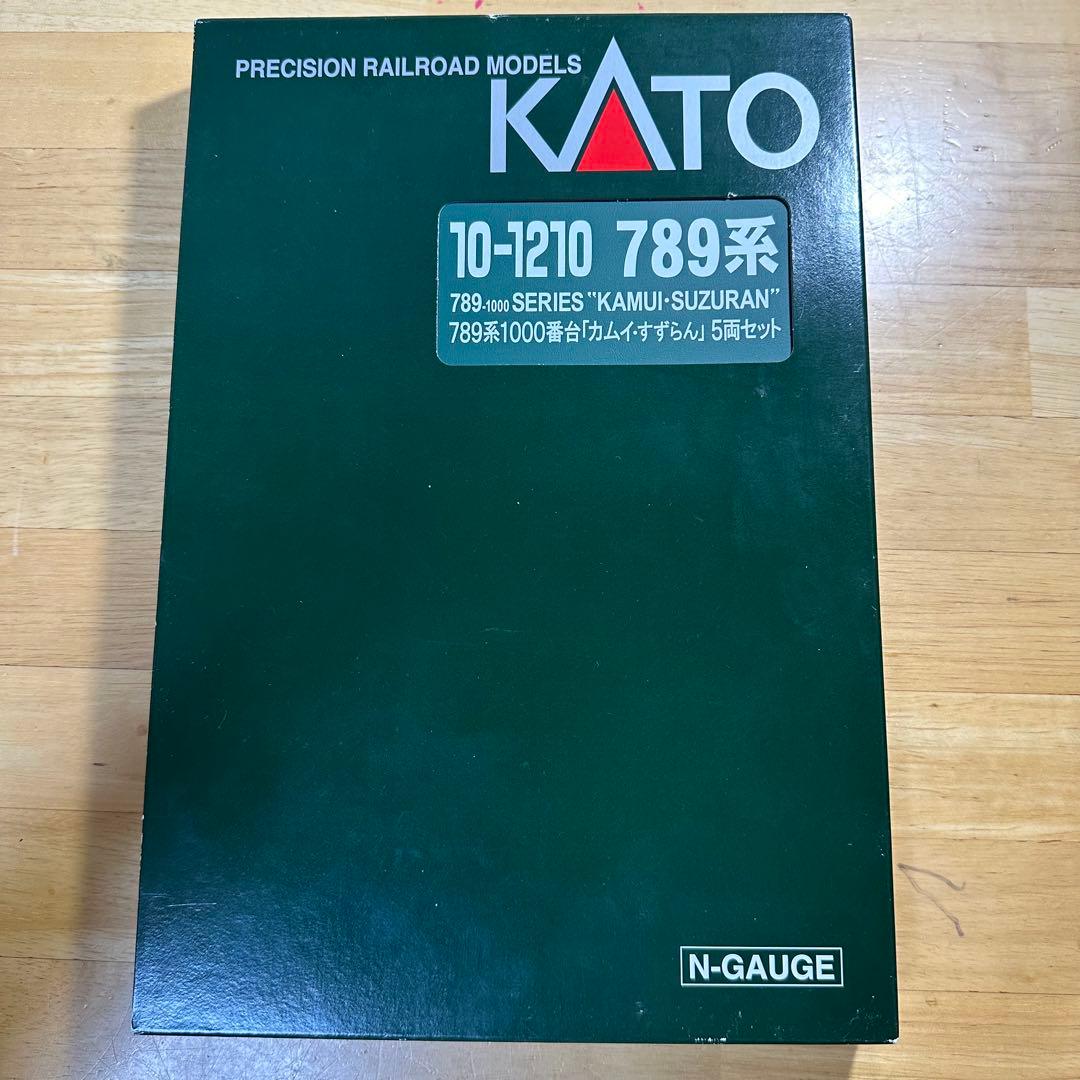 PRECISION RAILROAD MODELS
KATO
10-1210 789系
789-1000 SERIES "KAMUI·SUZURAN"
789系1000番台「カムイ・すずらん」5両セット
N-GAUGE